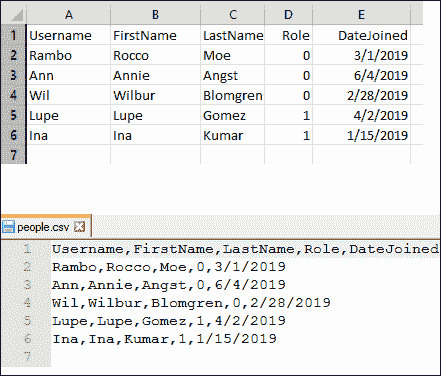 A B C D E
1 Username FirstName LastName Role DateJoined
2 Rambo Rocco Moe 0 3/1/2019
3 Ann Annie Angst 0 6/4/2019
4 Wil Wilbur Blomgren 0 2/28/2019
5 Lupe Lupe Gomez 1 4/2/2019
6 Ina Ina Kumar 1 1/15/2019
7
people.csv
1 Username,FirstName,LastName,Role,DateJoined
2 Rambo,Rocco,Moe,0,3/1/2019
3 Ann,Annie,Angst,0,6/4/2019
4 Wil,Wilbur,Blomgren,0,2/28/2019
5 Lupe,Lupe,Gomez,1,4/2/2019
6 Ina,Ina,Kumar,1,1/15/2019
7